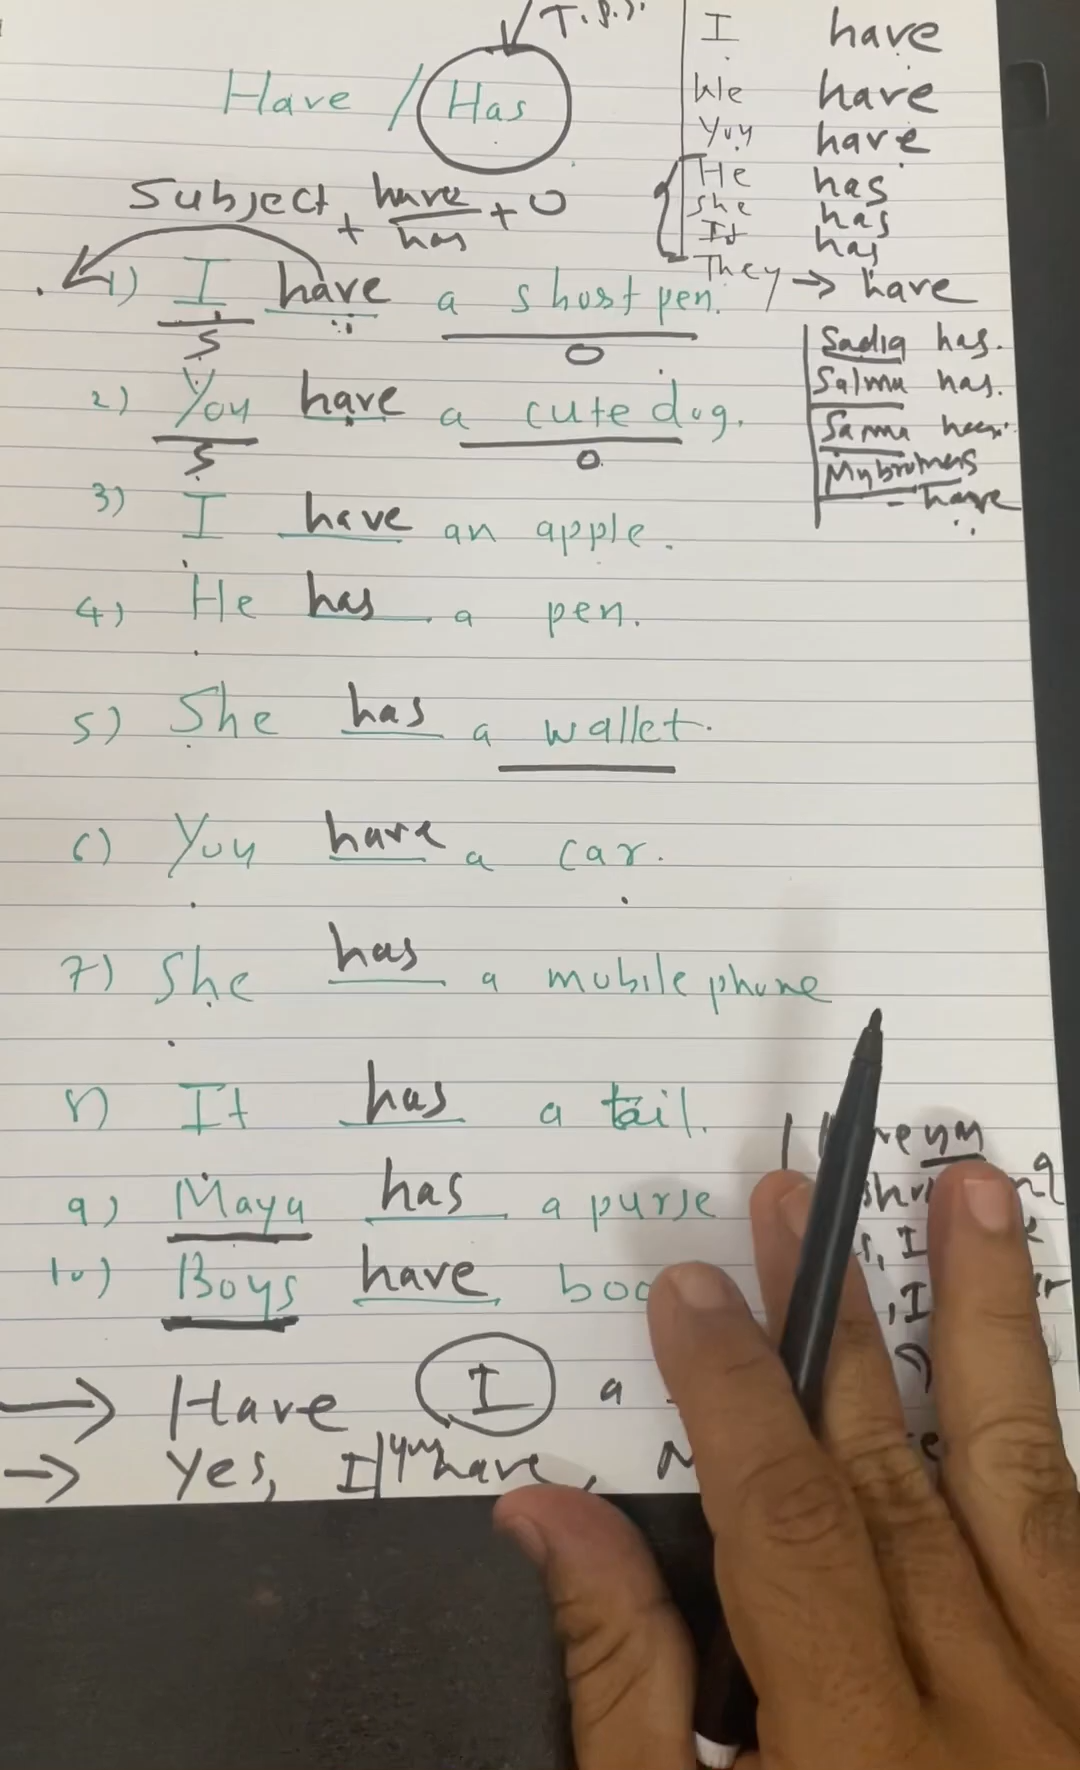 T.P.S.
Have / Has
Subject + have / has + O
1) I have a short pen.
S O
2) You have a cute dog.
S O
3) I have an apple.
4) He has a pen.
5) She has a wallet.
6) You have a car.
7) She has a mobile phone
8) It has a tail.
9) Maya has a purse
10) Boys have
→ Have I a
→ Yes, I/you have,
I have
We have
You have
He has
She has
It has
They → have
Sadiq has.
Salma has.
My brothers
- have